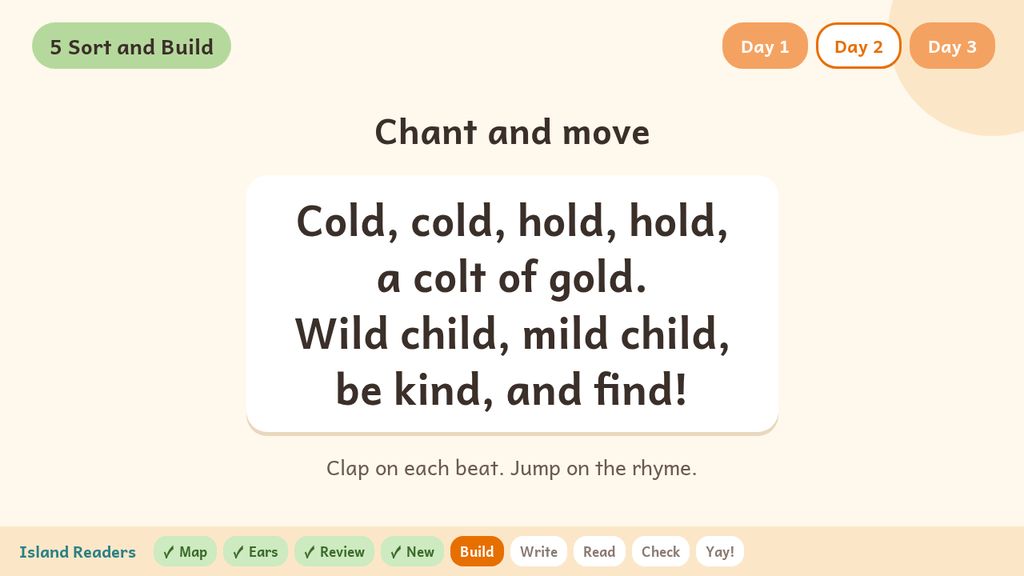 5 Sort and Build
Day 1 Day 2 Day 3
Chant and move
Cold, cold, hold, hold,
a colt of gold.
Wild child, mild child,
be kind, and find!
Clap on each beat. Jump on the rhyme.
Island Readers ✓ Map ✓ Ears ✓ Review ✓ New Build Write Read Check Yay!